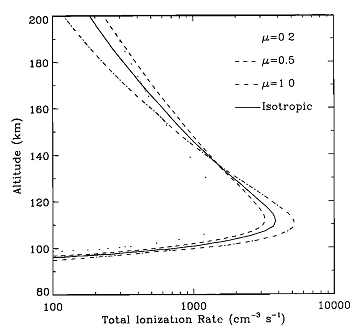 200
μ=0 2
180
μ=0.5
μ=1 0
160
Isotropic
140
120
100
80
Altitude (km)
100
1000
10000
Total Ionization Rate (cm⁻³ s⁻¹)